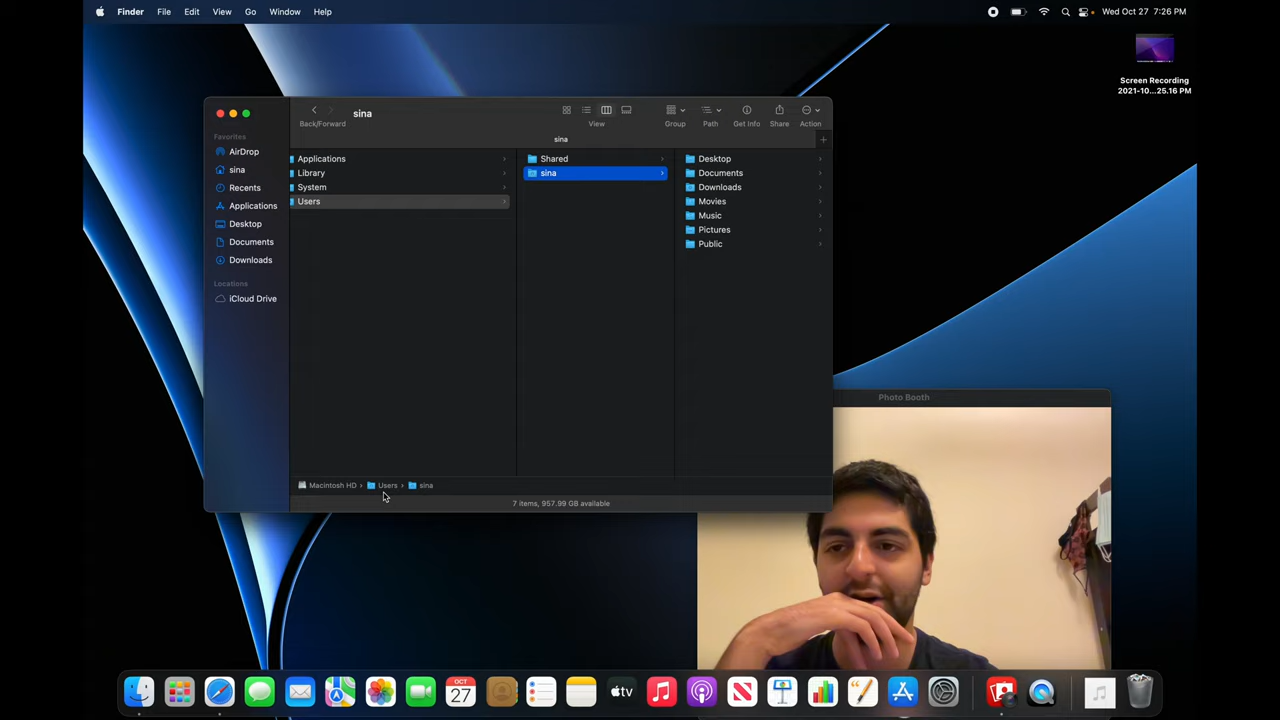 Finder File Edit View Go Window Help
Wed Oct 27 7:26 PM
Screen Recording
2021-10...25.16 PM
sina
Back/Forward
View
Group
Path
Get Info
Share
Action
sina
Favorites
AirDrop
sina
Recents
Applications
Desktop
Documents
Downloads
Locations
iCloud Drive
Applications
Library
System
Users
Shared
sina
Desktop
Documents
Downloads
Movies
Music
Pictures
Public
Macintosh HD › Users › sina
7 items, 957.99 GB available
Photo Booth
OCT
27
tv